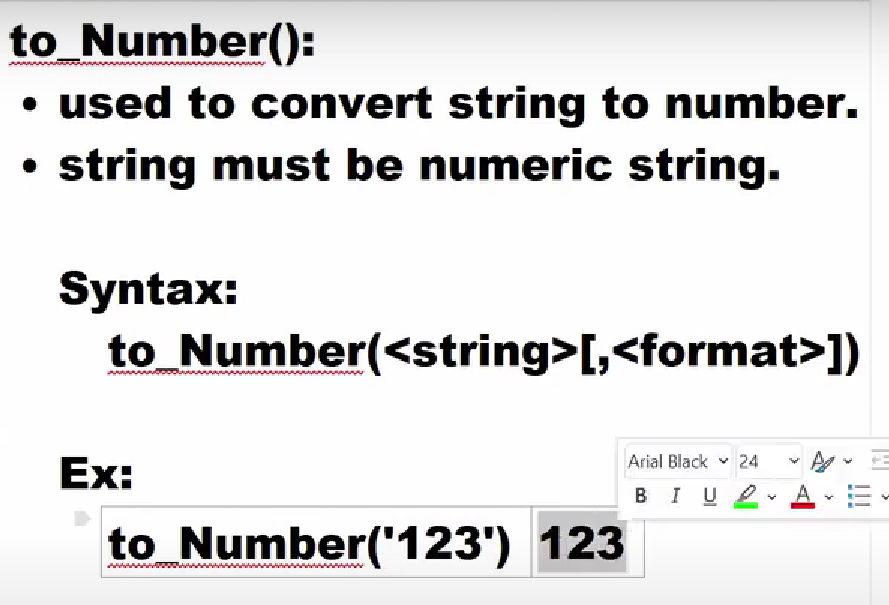 to_Number():
• used to convert string to number.
• string must be numeric string.
Syntax:
to_Number(<string>[,<format>])
Ex:
Arial Black 24
B I U A
to_Number('123') 123